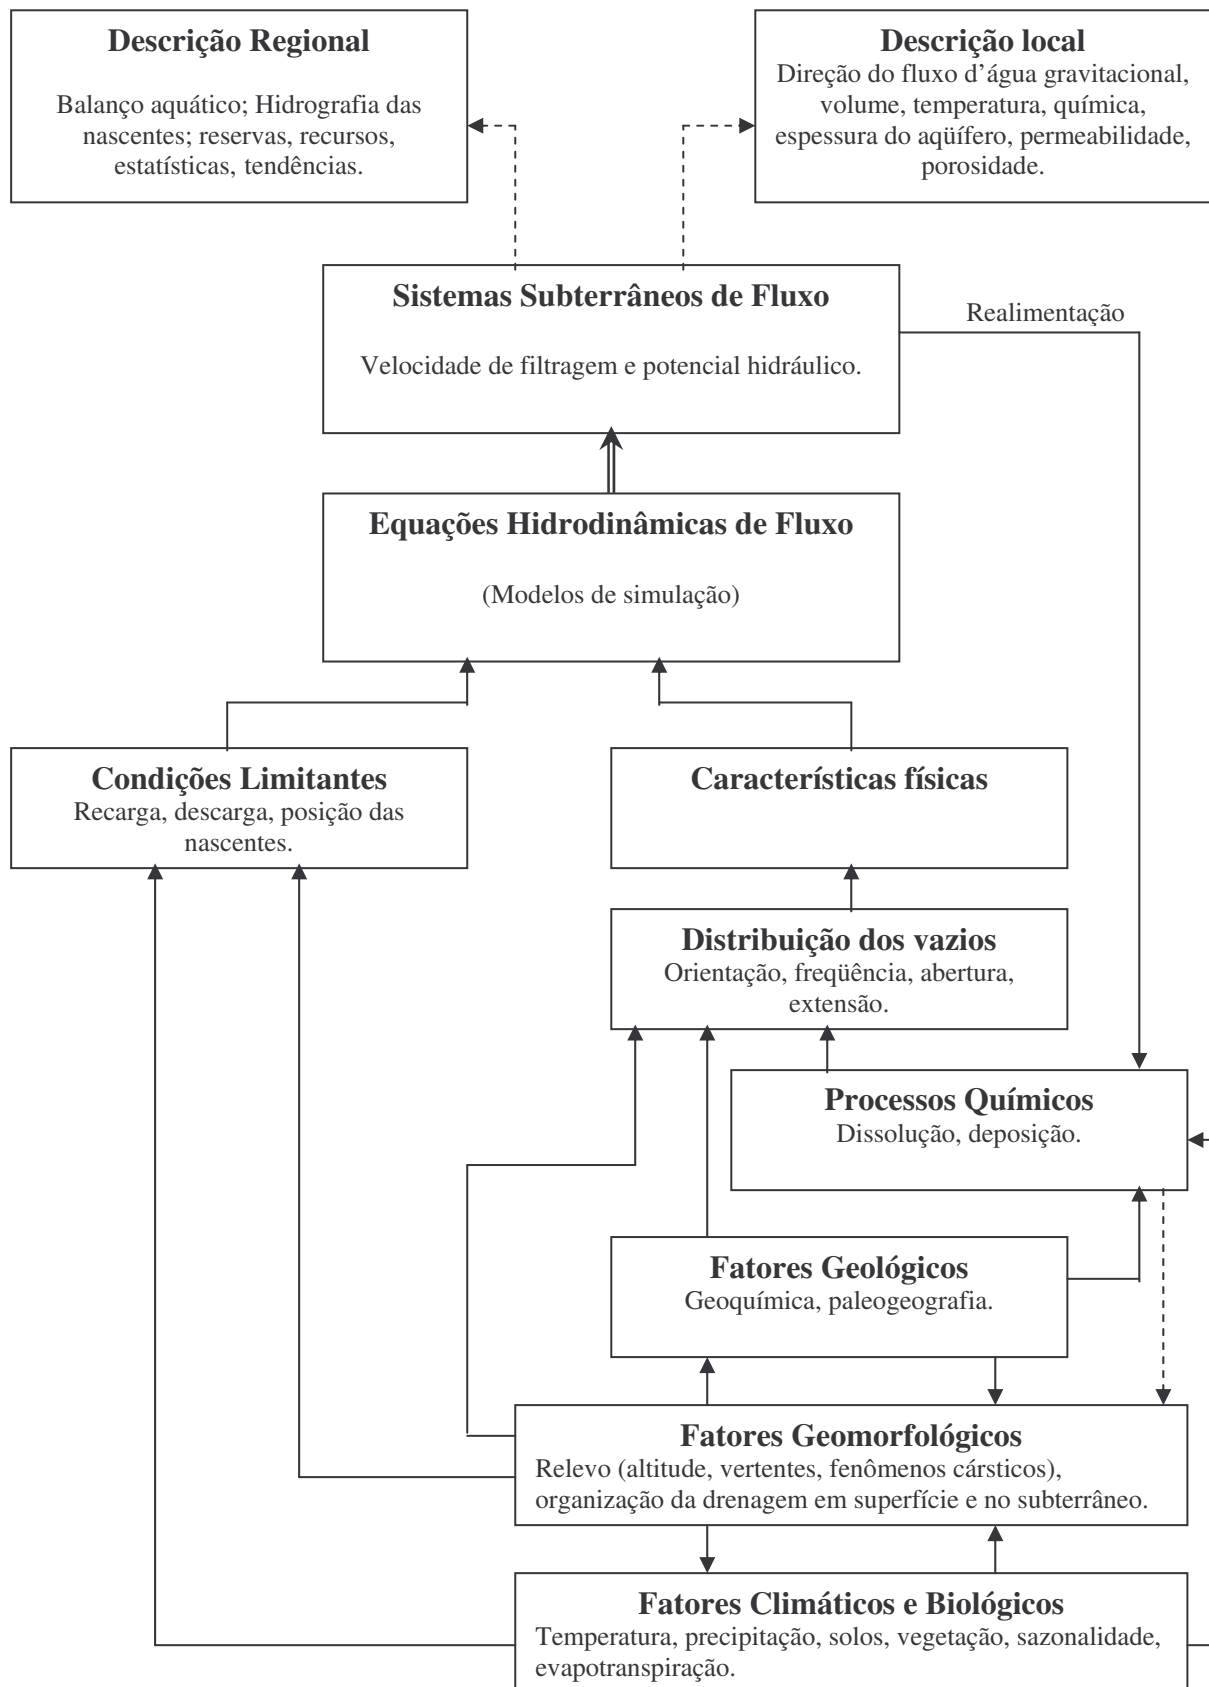 Descrição Regional
Balanço aquático; Hidrografia das
nascentes; reservas, recursos,
estatísticas, tendências.
Descrição local
Direção do fluxo d’água gravitacional,
volume, temperatura, química,
espessura do aqüífero, permeabilidade,
porosidade.
Sistemas Subterrâneos de Fluxo
Velocidade de filtragem e potencial hidráulico.
Realimentação
Equações Hidrodinâmicas de Fluxo
(Modelos de simulação)
Condições Limitantes
Recarga, descarga, posição das
nascentes.
Características físicas
Distribuição dos vazios
Orientação, freqüência, abertura,
extensão.
Processos Químicos
Dissolução, deposição.
Fatores Geológicos
Geoquímica, paleogeografia.
Fatores Geomorfológicos
Relevo (altitude, vertentes, fenômenos cársticos),
organização da drenagem em superfície e no subterrâneo.
Fatores Climáticos e Biológicos
Temperatura, precipitação, solos, vegetação, sazonalidade,
evapotranspiração.